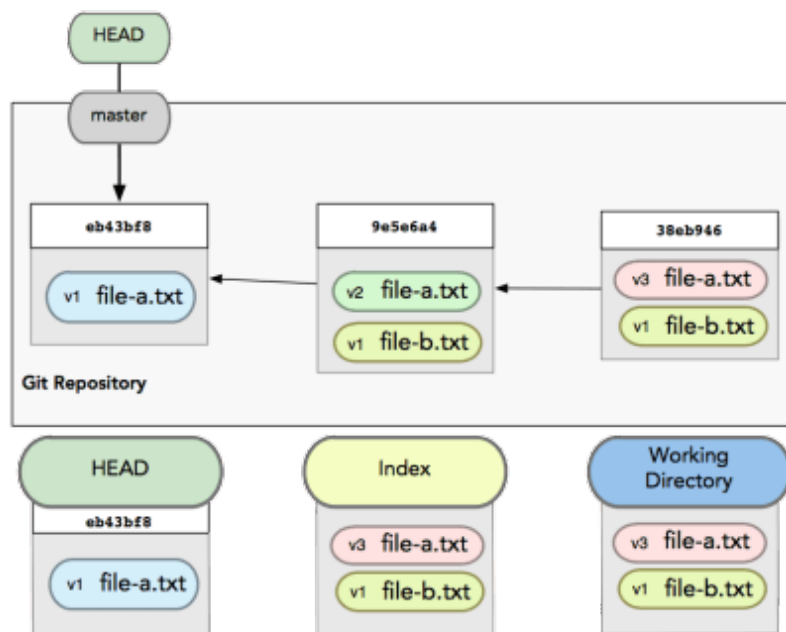 HEAD
master
eb43bf8
9e5e6a4
38eb946
v1 file-a.txt
v2 file-a.txt
v3 file-a.txt
v1 file-b.txt
v1 file-b.txt
Git Repository
HEAD
Index
Working
Directory
eb43bf8
v1 file-a.txt
v3 file-a.txt
v3 file-a.txt
v1 file-b.txt
v1 file-b.txt